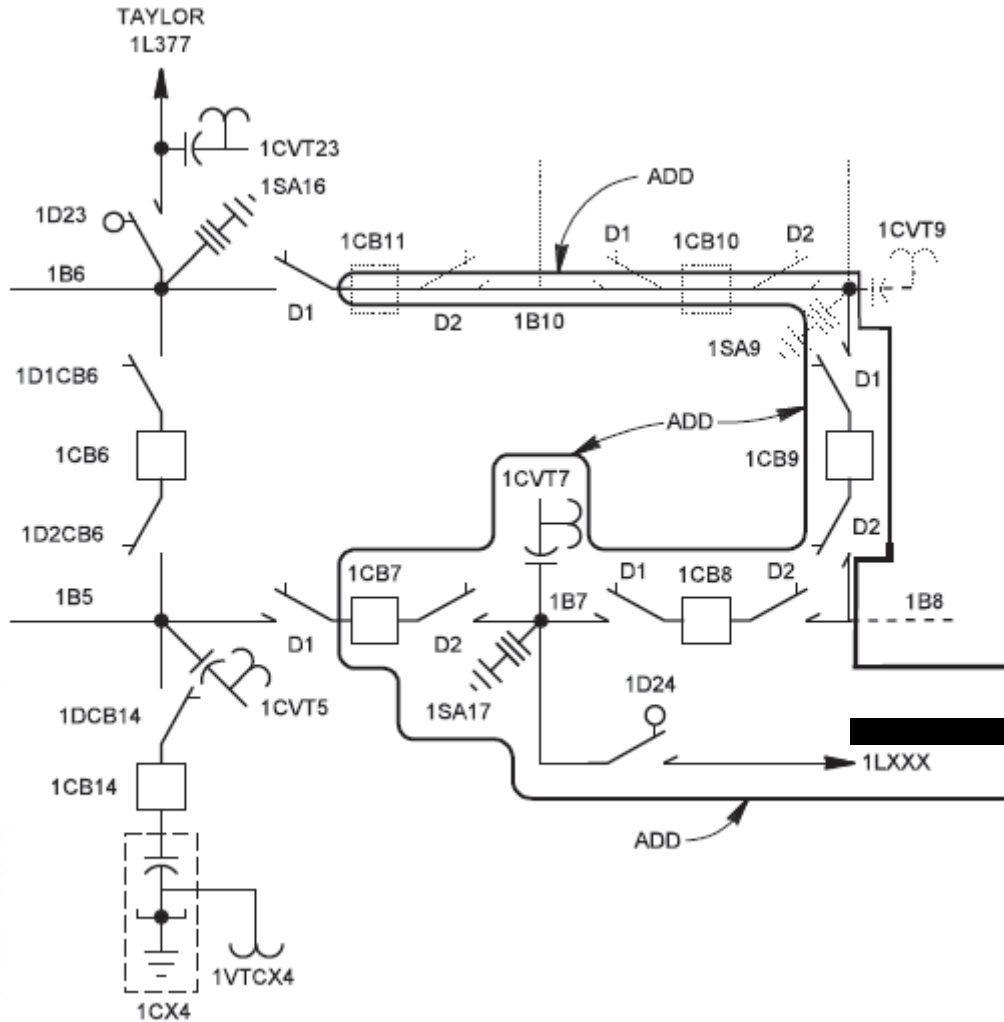 TAYLOR
1L377
1CVT23
1SA16
ADD
1D23
1CB11
D1
1CB10
D2
1CVT9
1B6
D1
D2
1B10
1SA9
D1
1D1CB6
ADD
1CB6
1CB9
1CVT7
1D2CB6
D2
1CB7
D1
1CB8
D2
1B5
1B7
1B8
D1
D2
1D24
1SA17
1CVT5
1DCB14
1LXXX
1CB14
ADD
1VTCX4
1CX4